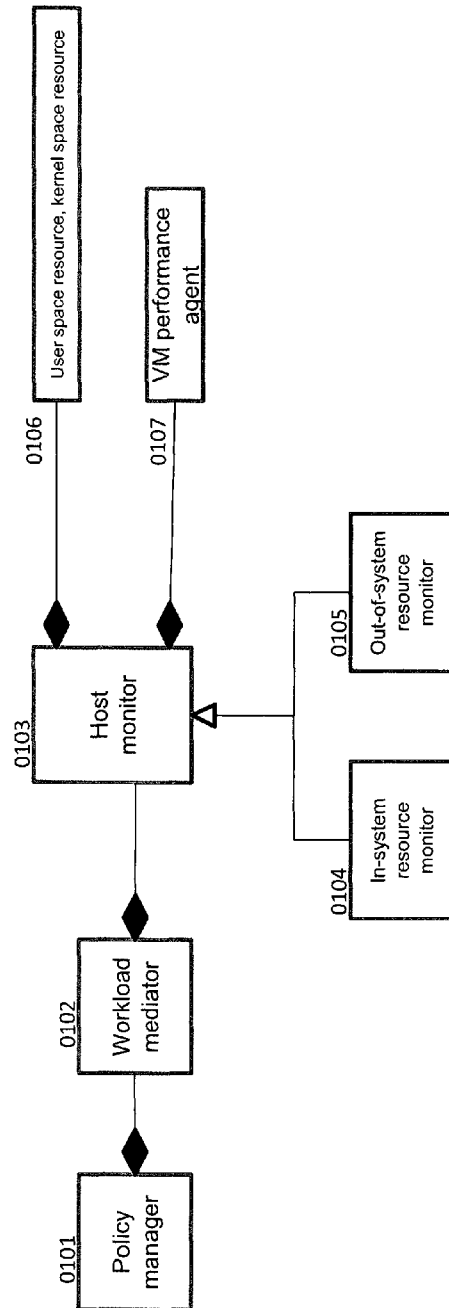 0101
Policy
manager
0102
Workload
mediator
0103
Host
monitor
0106
User space resource, kernel space resource
0107
VM performance
agent
0104
In-system
resource
monitor
0105
Out-of-system
resource
monitor